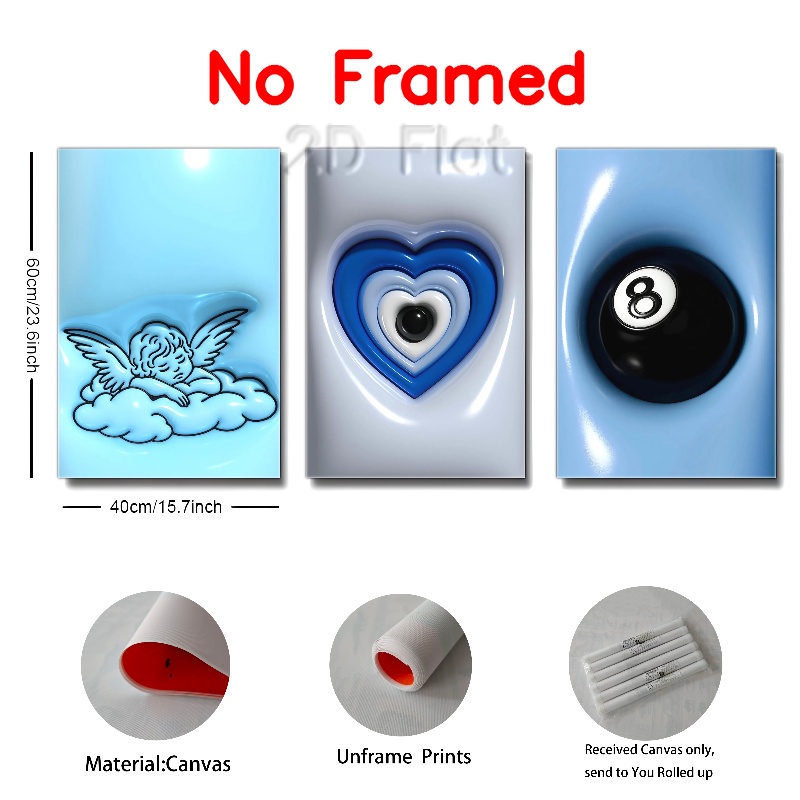 No Framed
2D Flat
60cm/23.6inch
8
40cm/15.7inch
Material:Canvas
Unframe Prints
Received Canvas only,
send to You Rolled up